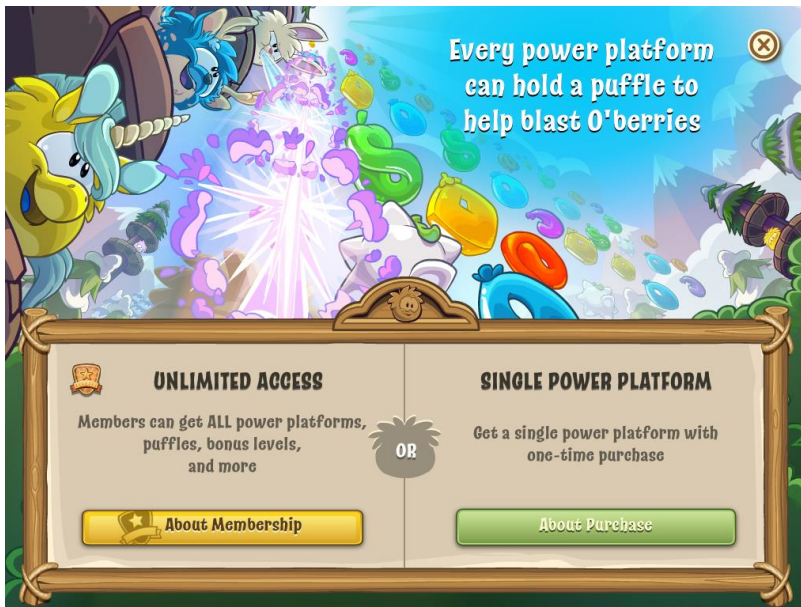 Every power platform
can hold a puffle to
help blast O'berries
UNLIMITED ACCESS
Members can get ALL power platforms,
puffles, bonus levels,
and more
About Membership
OR
SINGLE POWER PLATFORM
Get a single power platform with
one-time purchase
About Purchase